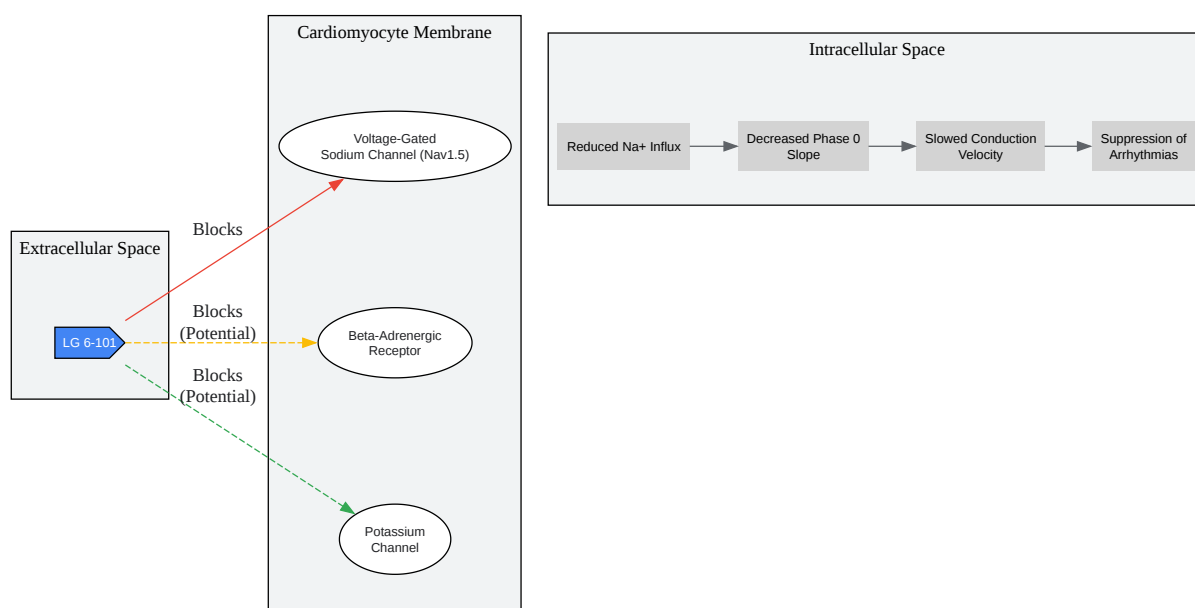 Cardiomyocyte Membrane
Voltage-Gated
Sodium Channel (Nav1.5)
Beta-Adrenergic
Receptor
Potassium
Channel
Extracellular Space
LG 6-101
Blocks
Blocks
(Potential)
Blocks
(Potential)
Intracellular Space
Reduced Na+ Influx
Decreased Phase 0
Slope
Slowed Conduction
Velocity
Suppression of
Arrhythmias